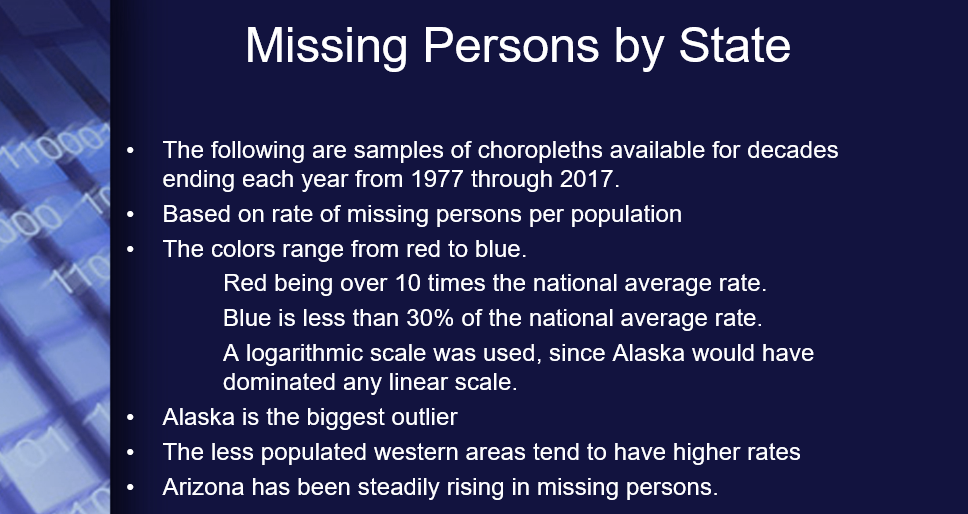 Missing Persons by State
• The following are samples of choropleths available for decades
ending each year from 1977 through 2017.
• Based on rate of missing persons per population
• The colors range from red to blue.
Red being over 10 times the national average rate.
Blue is less than 30% of the national average rate.
A logarithmic scale was used, since Alaska would have
dominated any linear scale.
• Alaska is the biggest outlier
• The less populated western areas tend to have higher rates
• Arizona has been steadily rising in missing persons.